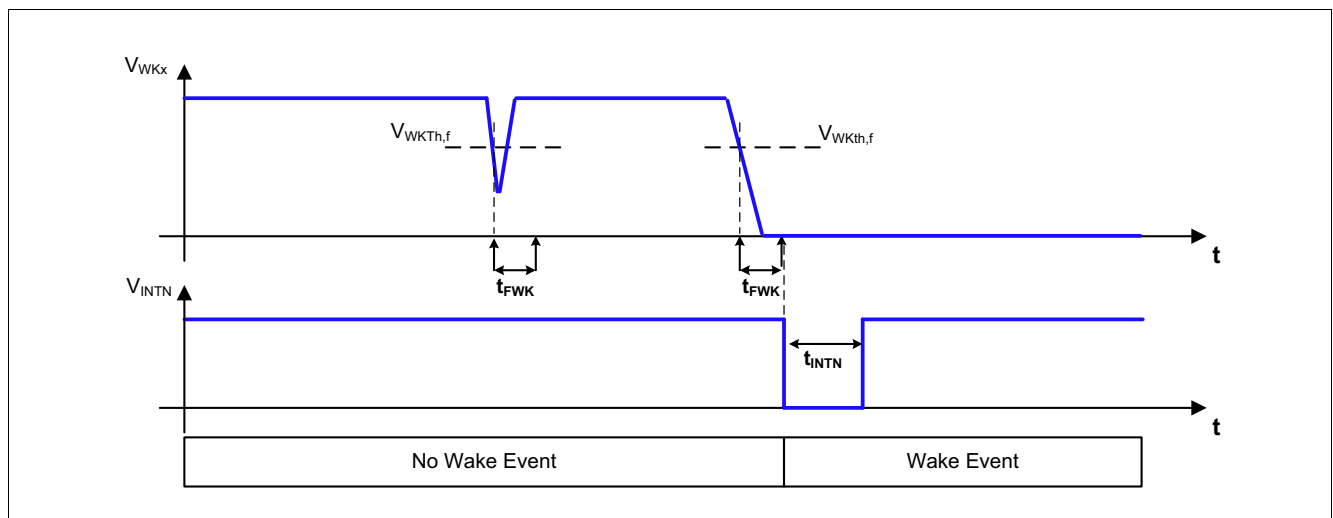 VWKx
VWKTh,f
VWKth,f
t
tFWK
tFWK
VINTN
tINTN
t
No Wake Event
Wake Event